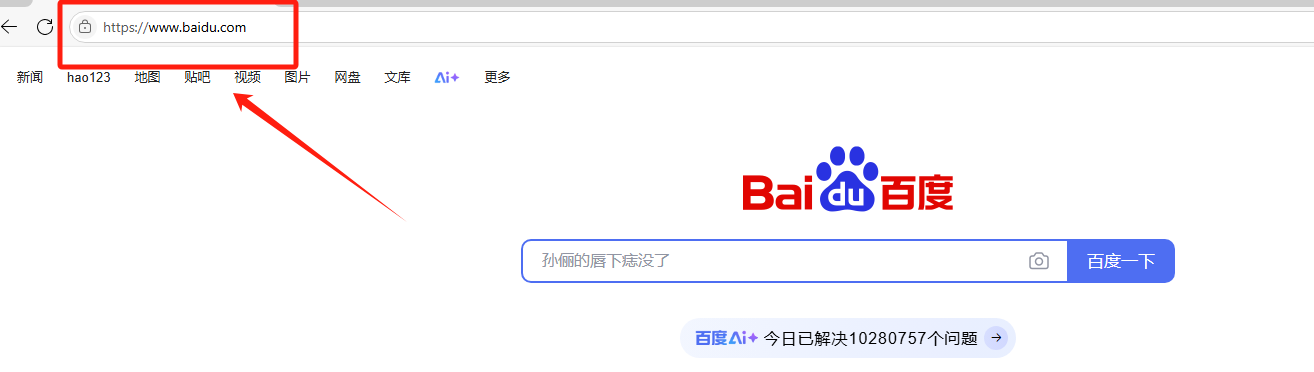 https://www.baidu.com
新闻 hao123 地图 贴吧 视频 图片 网盘 文库 Ai+ 更多
Bai du 百度
孙俪的唇下痣没了 百度一下
百度Ai+ 今日已解决10280757个问题